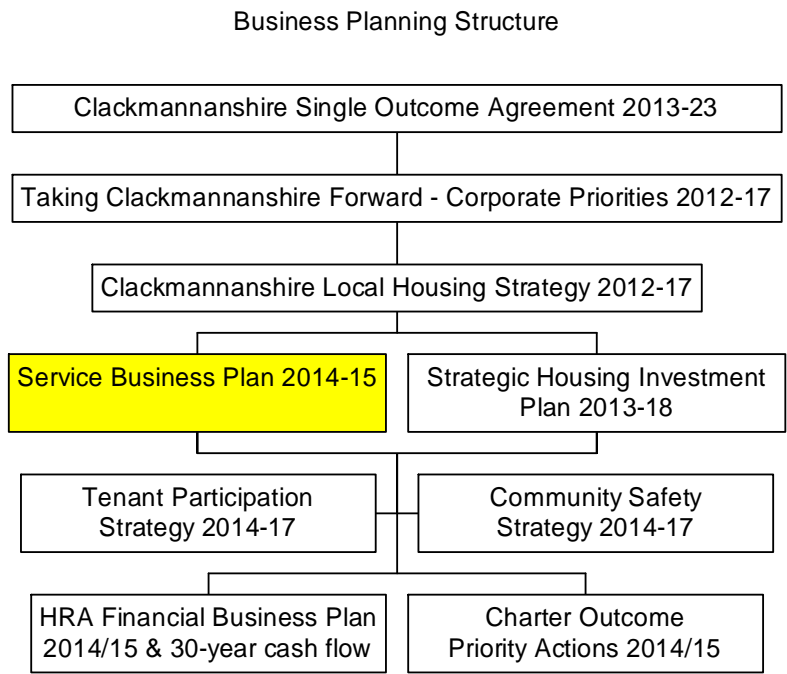 Business Planning Structure
Clackmannanshire Single Outcome Agreement 2013-23
Taking Clackmannanshire Forward - Corporate Priorities 2012-17
Clackmannanshire Local Housing Strategy 2012-17
Service Business Plan 2014-15
Strategic Housing Investment
Plan 2013-18
Tenant Participation
Strategy 2014-17
Community Safety
Strategy 2014-17
HRA Financial Business Plan
2014/15 & 30-year cash flow
Charter Outcome
Priority Actions 2014/15